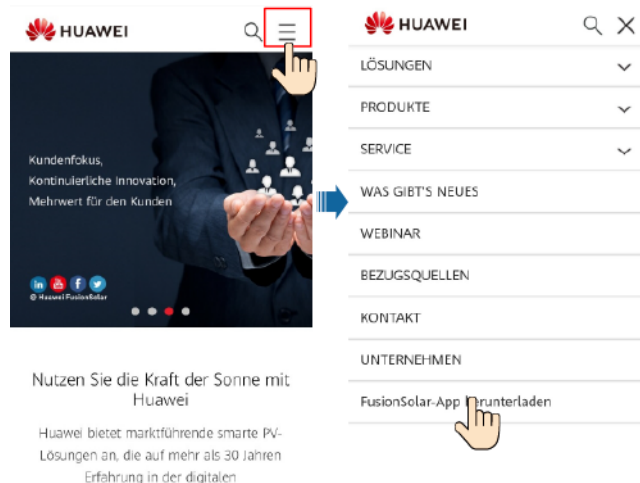 HUAWEI
Kundenfokus,
Kontinuierliche Innovation,
Mehrwert für den Kunden
© Huawei FusionSolar
Nutzen Sie die Kraft der Sonne mit
Huawei
Huawei bietet marktführende smarte PV-
Lösungen an, die auf mehr als 30 Jahren
Erfahrung in der digitalen
HUAWEI
LÖSUNGEN
PRODUKTE
SERVICE
WAS GIBT'S NEUES
WEBINAR
BEZUGSQUELLEN
KONTAKT
UNTERNEHMEN
FusionSolar-App herunterladen